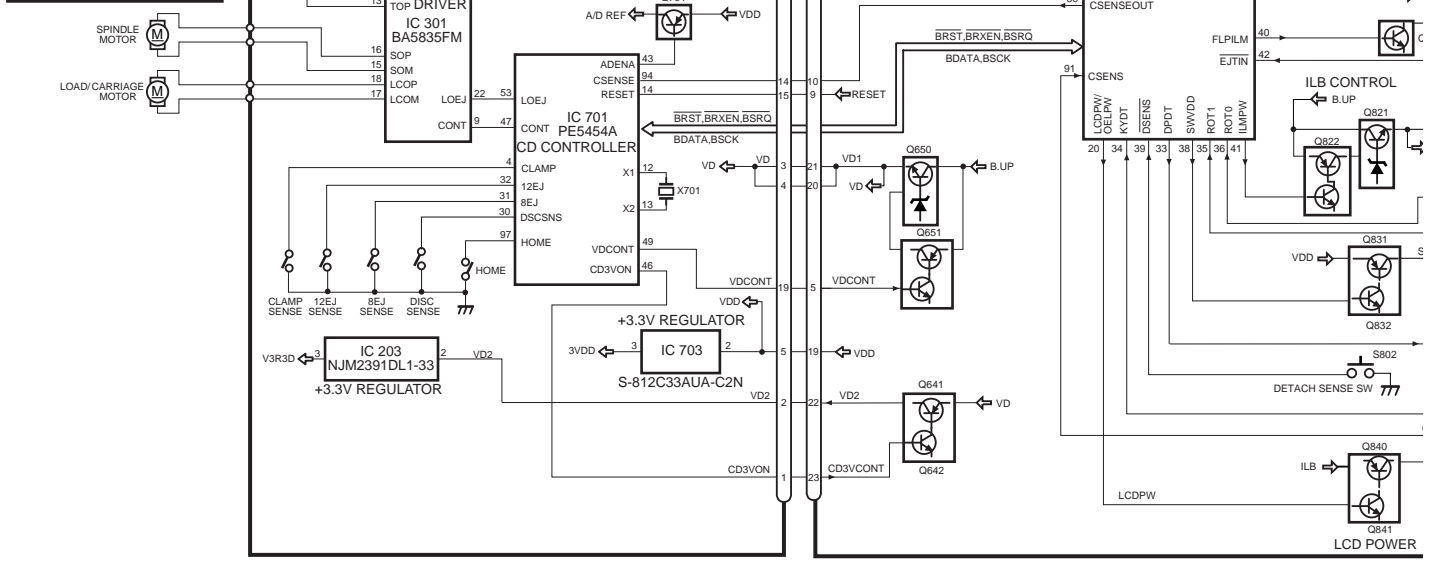 13 TOP DRIVER
IC 301
BA5835FM
SPINDLE
MOTOR
M
16 SOP
15 SOM
LOAD/CARRIAGE
MOTOR
M
18 LCOP
17 LCOM
LOEJ 22
CONT 9
A/D REF
VDD
ADENA 43
CSENSE 94
RESET 14
53 LOEJ
47 CONT
IC 701
PE5454A
CD CONTROLLER
4 CLAMP
32 12EJ
31 8EJ
30 DSCSNS
97 HOME
X1 12
X701
X2 13
VDCONT 49
CD3VON 46
BRST,BRXEN,BSRQ
BDATA,BSCK
HOME
CLAMP
SENSE
12EJ
SENSE
8EJ
SENSE
DISC
SENSE
V3R3D 3
IC 203
NJM2391DL1-33
2 VD2
+3.3V REGULATOR
+3.3V REGULATOR
3VDD 3
IC 703
2
S-812C33AUA-C2N
VDD
VD VD 3
4
VDCONT 19
5
VD2 2
CD3VON 1
14 10
15 9 RESET
21 VD1
20 VD
5 VDCONT
19 VDD
22 VD2
23 CD3VCONT
Q650
B.UP
Q651
Q641
VD
Q642
BRST,BRXEN,BSRQ
BDATA,BSCK
CSENSEOUT
91 CSENS
FLPILM 40
EJTIN 42
LCDPW/
OELPW
KYDT
DSENS
DPDT
SWVDD
ROT1
ROT0
ILMPW
20 34 39 33 38 35 36 41
ILB CONTROL
B.UP
Q821
Q822
Q831
VDD
Q832
S802
DETACH SENSE SW
Q840
ILB
LCDPW
Q841
LCD POWER